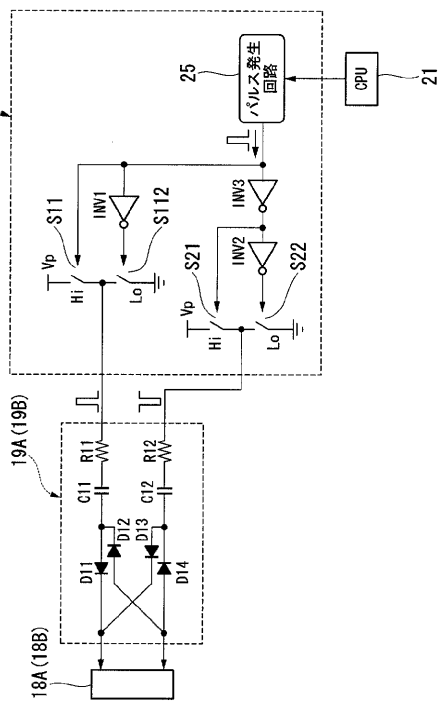 18A(18B)
19A(19B)
D11
D12
D13
D14
C11
R11
C12
R12
Vp
Hi
Lo
S11
S112
INV1
Vp
Hi
Lo
S21
S22
INV2
INV3
パルス発生
回路
25
CPU
21